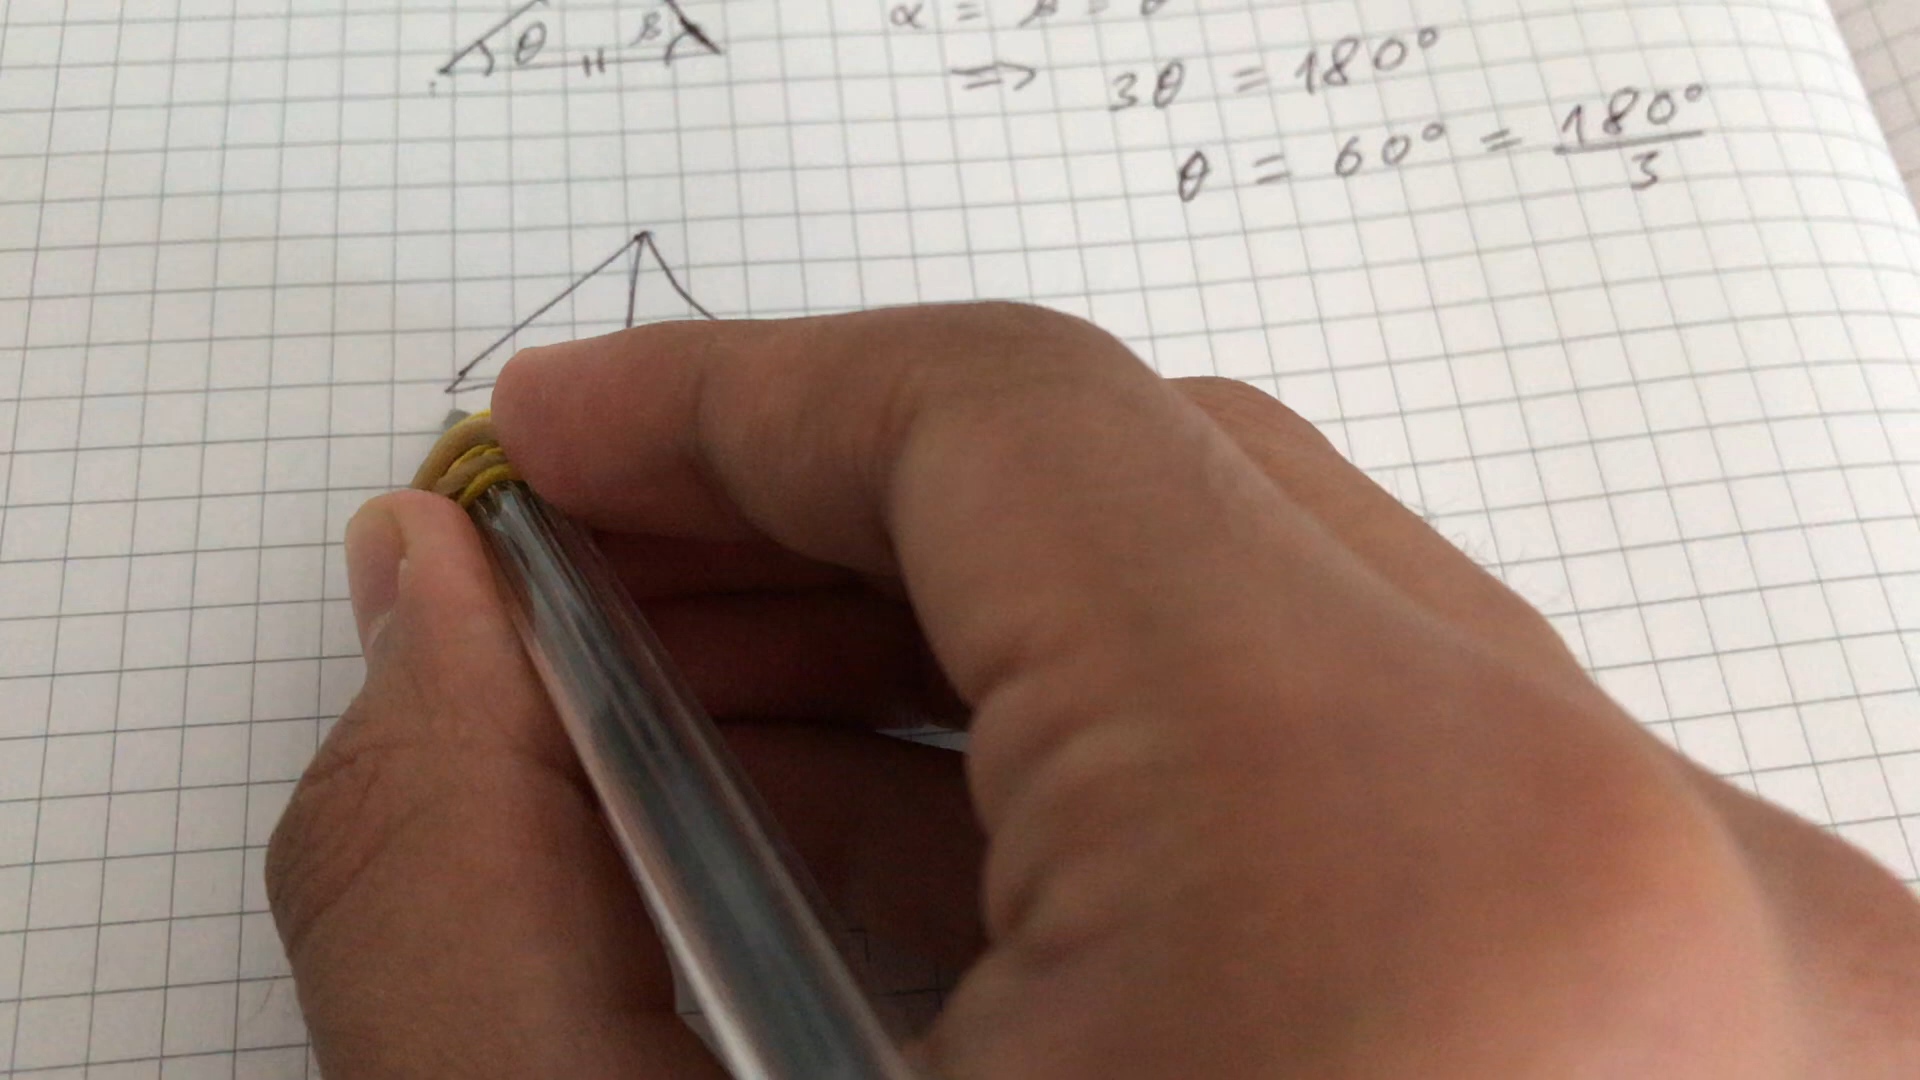 α = β = θ
=> 3θ = 180°
θ = 60° = 180°/3
θ β